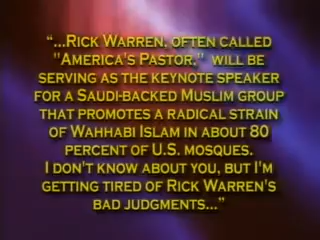 “...RICK WARREN, OFTEN CALLED
"AMERICA'S PASTOR," WILL BE
SERVING AS THE KEYNOTE SPEAKER
FOR A SAUDI-BACKED MUSLIM GROUP
THAT PROMOTES A RADICAL STRAIN
OF WAHHABI ISLAM IN ABOUT 80
PERCENT OF U.S. MOSQUES.
I DON'T KNOW ABOUT YOU, BUT I'M
GETTING TIRED OF RICK WARREN'S
BAD JUDGMENTS...”